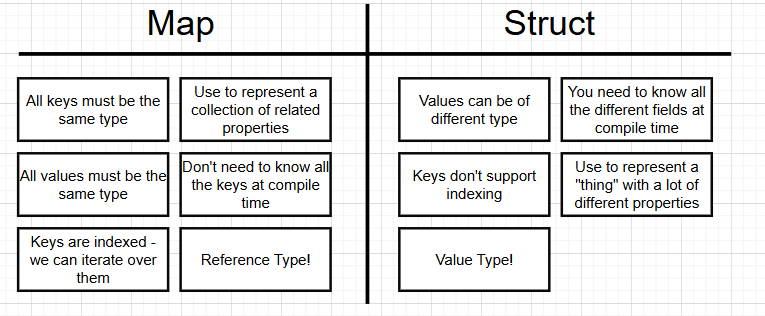 Map
Struct
All keys must be the
same type
Use to represent a
collection of related
properties
Values can be of
different type
You need to know all
the different fields at
compile time
All values must be the
same type
Don't need to know all
the keys at compile
time
Keys don't support
indexing
Use to represent a
"thing" with a lot of
different properties
Keys are indexed -
we can iterate over
them
Reference Type!
Value Type!